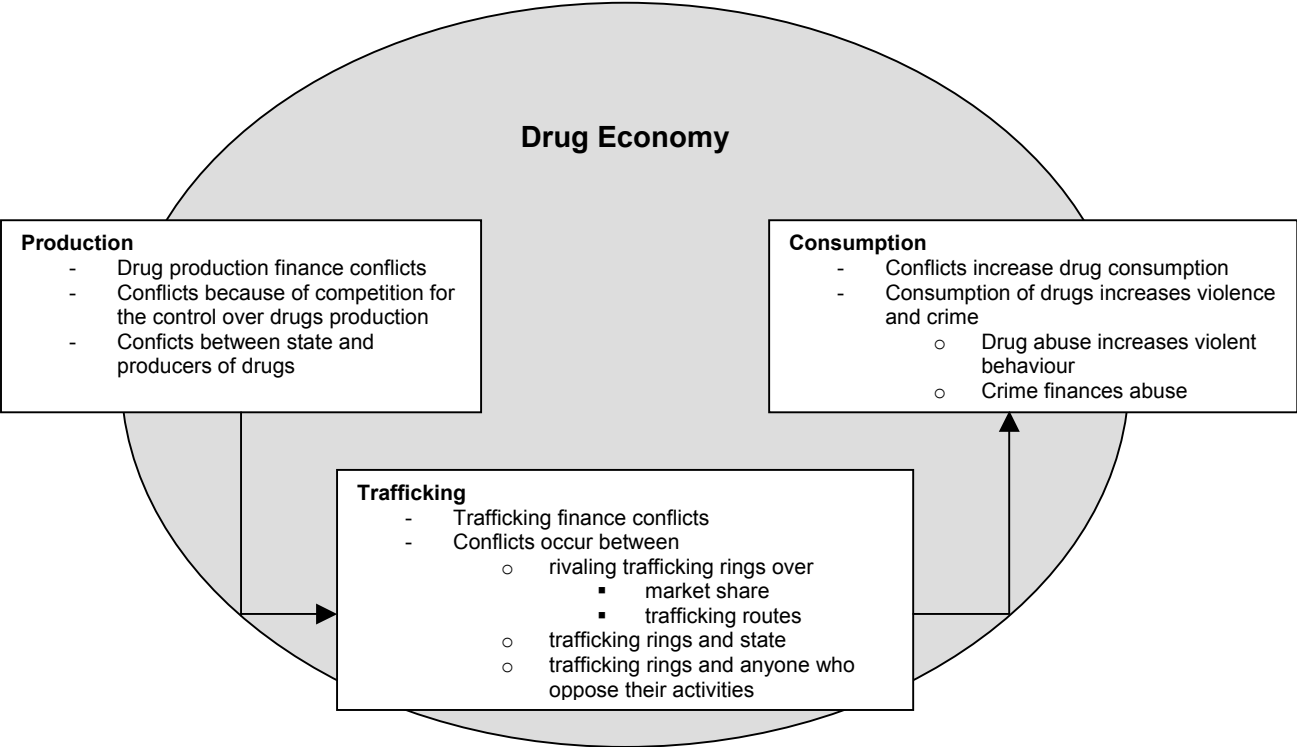 Drug Economy
Production
- Drug production finance conflicts
- Conflicts because of competition for
the control over drugs production
- Conficts between state and
producers of drugs
Consumption
- Conflicts increase drug consumption
- Consumption of drugs increases violence
and crime
o Drug abuse increases violent
behaviour
o Crime finances abuse
Trafficking
- Trafficking finance conflicts
- Conflicts occur between
o rivaling trafficking rings over
▪ market share
▪ trafficking routes
o trafficking rings and state
o trafficking rings and anyone who
oppose their activities